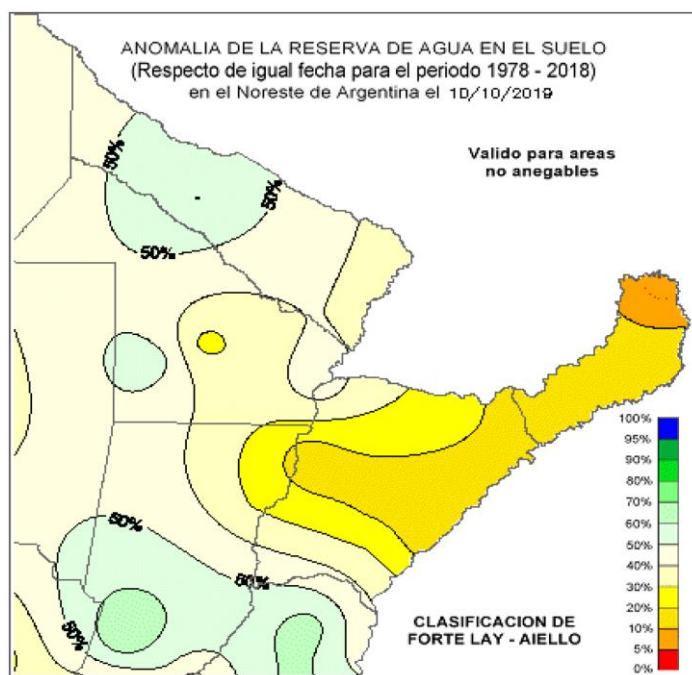 ANOMALIA DE LA RESERVA DE AGUA EN EL SUELO
(Respecto de igual fecha para el periodo 1978 - 2018)
en el Noreste de Argentina el 10/10/2019
Valido para areas
no anegables
50%
50%
50%
50%
50%
50%
100%
95%
90%
80%
70%
60%
50%
40%
30%
20%
10%
5%
0%
CLASIFICACION DE
FORTE LAY - AIELLO